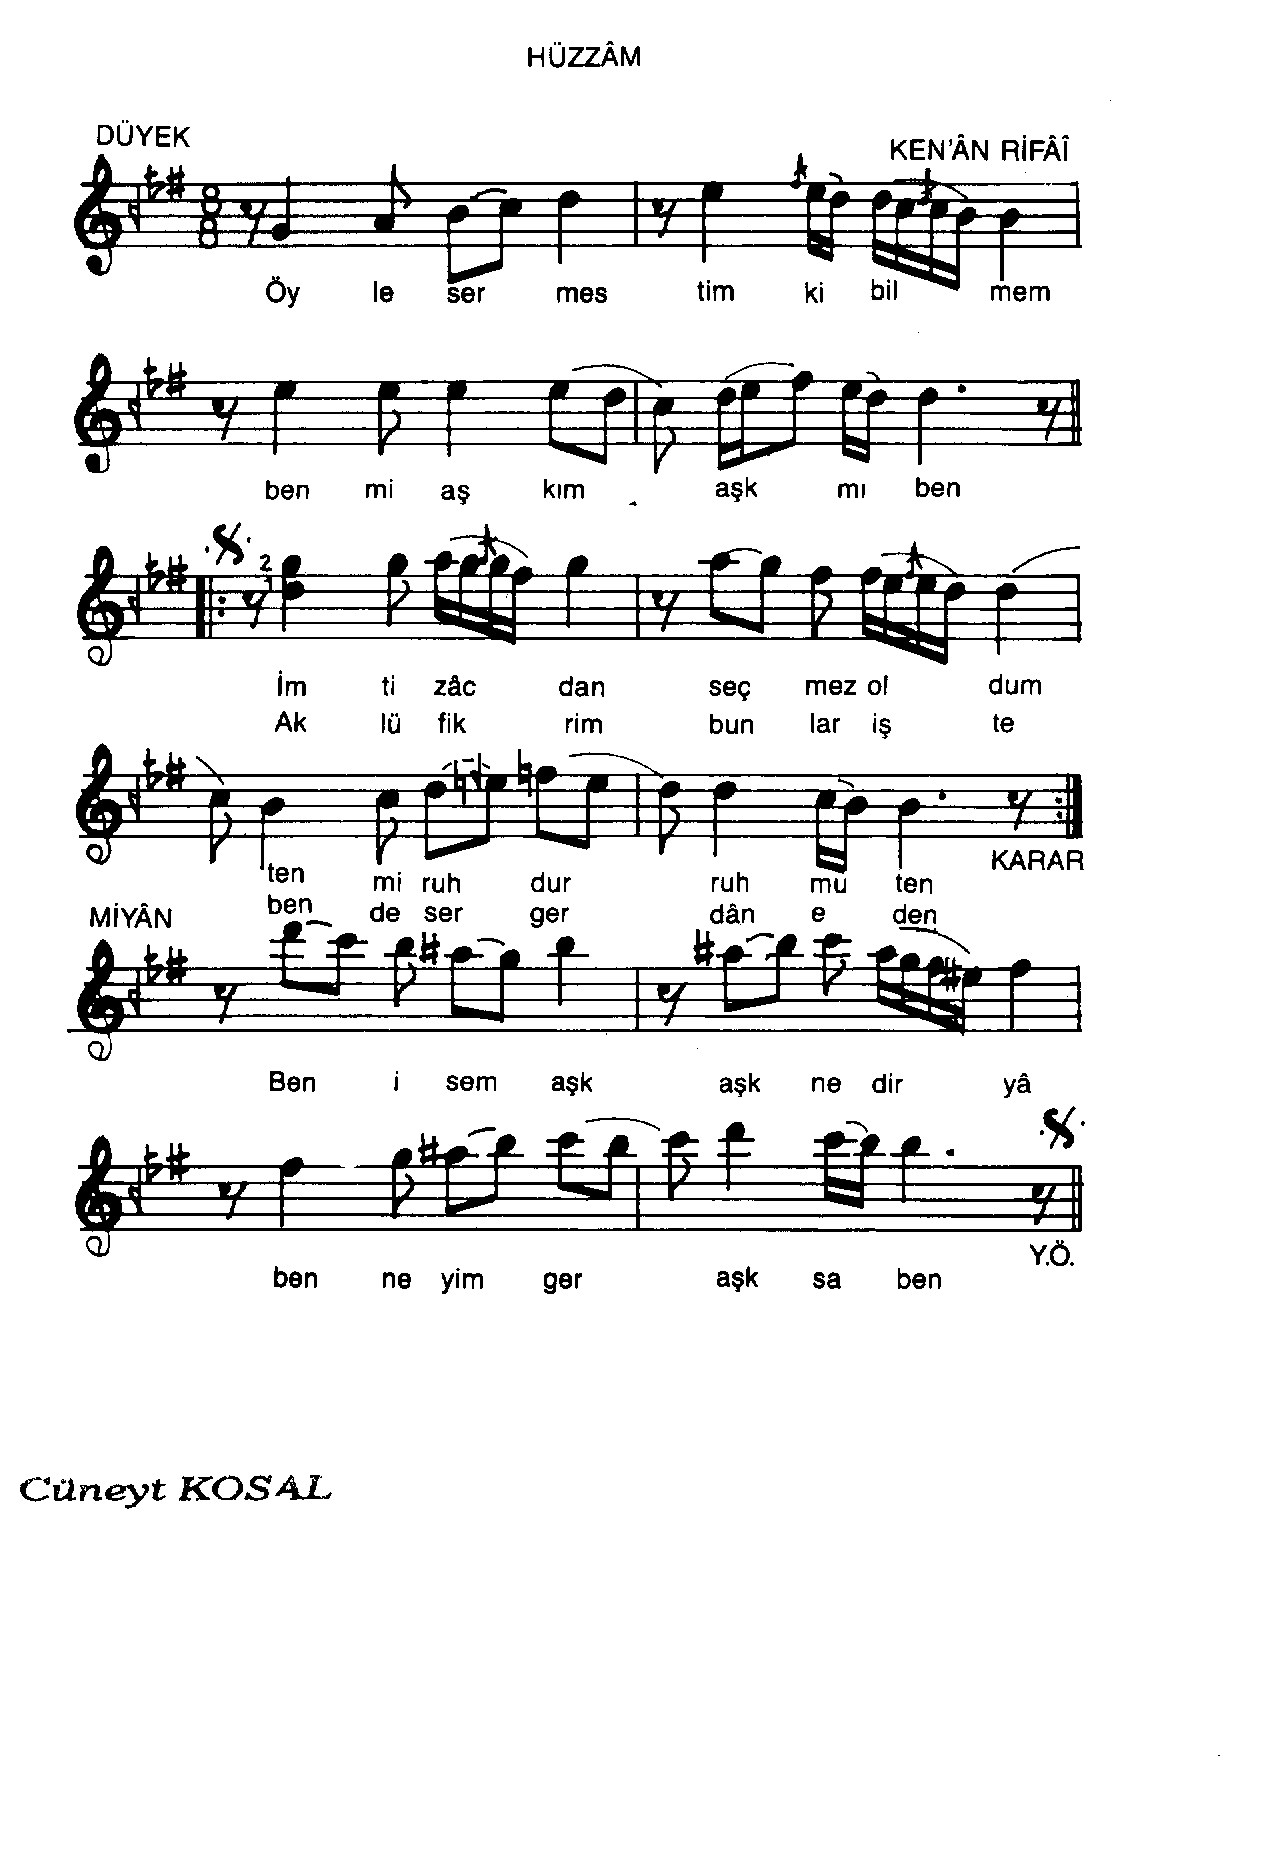 HÜZZÂM
DÜYEK
KEN'ÂN RİFÂÎ
8
8
Öy le ser mes tim ki bil mem
ben mi aş kım aşk mı ben
2
1
İm ti zâc dan seç mez ol dum
Ak lü fik rim bun lar iş te
ten mi ruh dur ruh mu ten
KARAR
ben de ser ger dân e den
MİYÂN
Ben i sem aşk aşk ne dir yâ
ben ne yim ger aşk sa ben
Y.Ö.
Cüneyt KOSAL